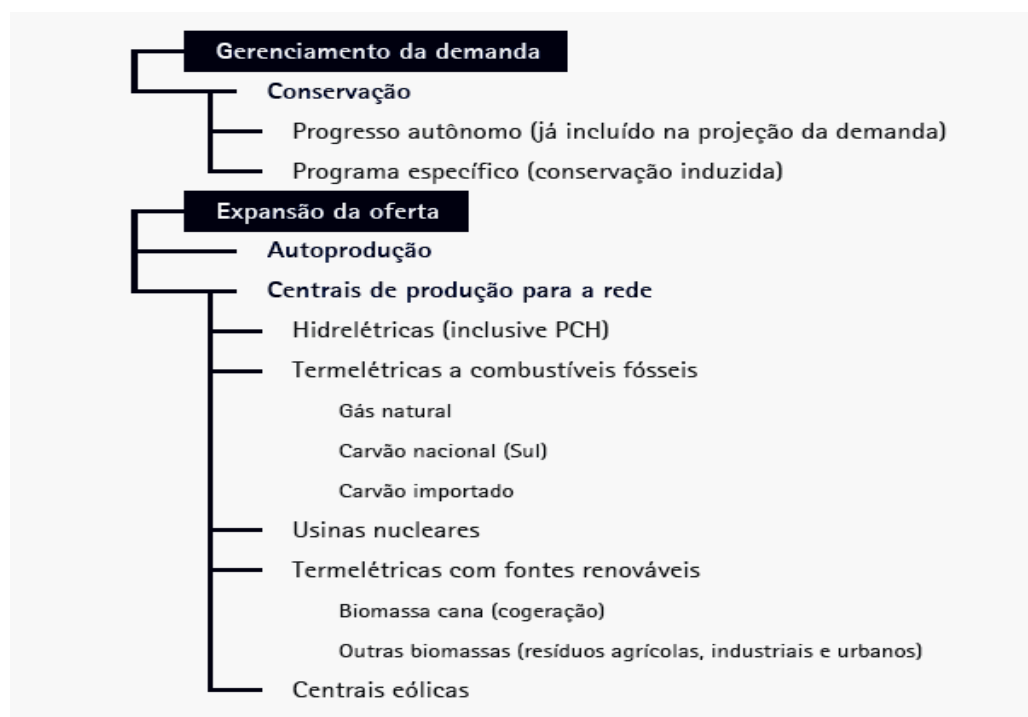 Gerenciamento da demanda
Conservação
Progresso autônomo (já incluído na projeção da demanda)
Programa específico (conservação induzida)
Expansão da oferta
Autoprodução
Centrais de produção para a rede
Hidrelétricas (inclusive PCH)
Termelétricas a combustíveis fósseis
Gás natural
Carvão nacional (Sul)
Carvão importado
Usinas nucleares
Termelétricas com fontes renováveis
Biomassa cana (cogeração)
Outras biomassas (resíduos agrícolas, industriais e urbanos)
Centrais eólicas